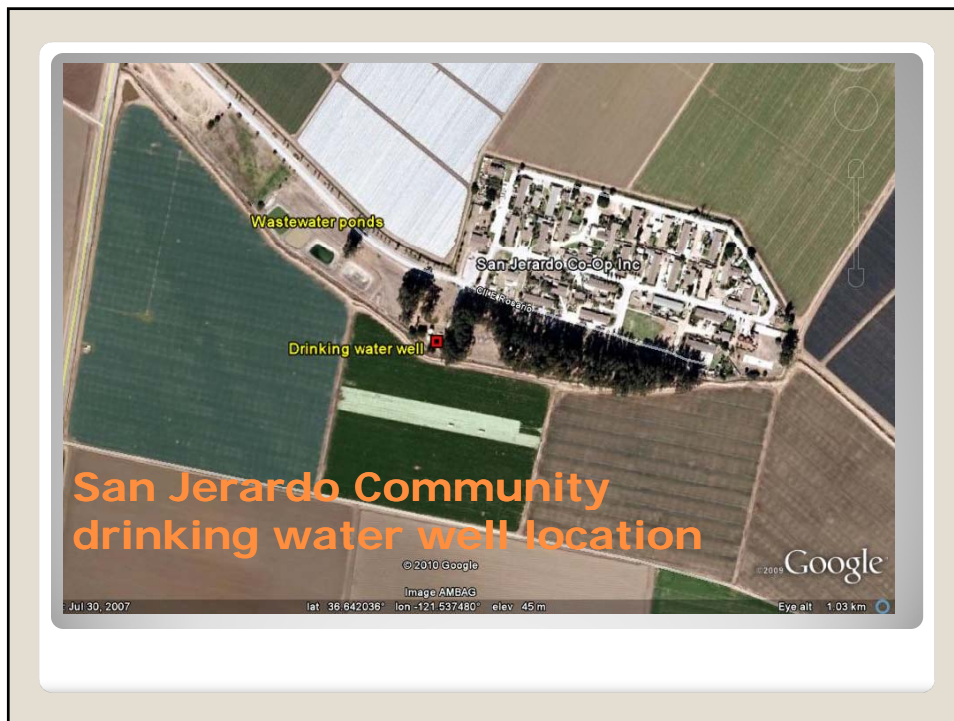 Wastewater ponds
San Jerardo Co-Op Inc
Drinking water well
San Jerardo Community
drinking water well location
© 2010 Google
Image AMBAG
©2009 Google
Jul 30, 2007 lat 36.642036° lon -121.537480° elev 45 m Eye alt 1.03 km